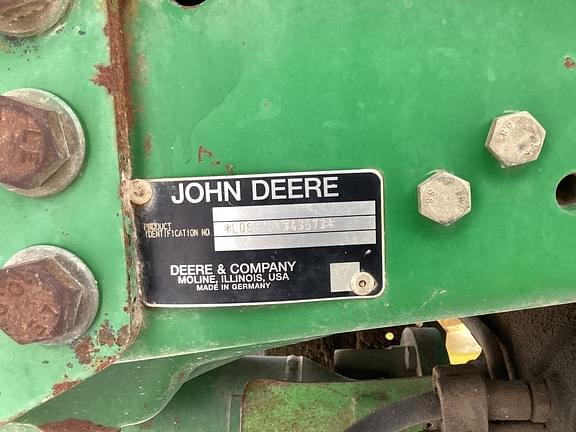 JOHN DEERE
PRODUCT
IDENTIFICATION NO.
DEERE & COMPANY
MOLINE, ILLINOIS, USA
MADE IN GERMANY